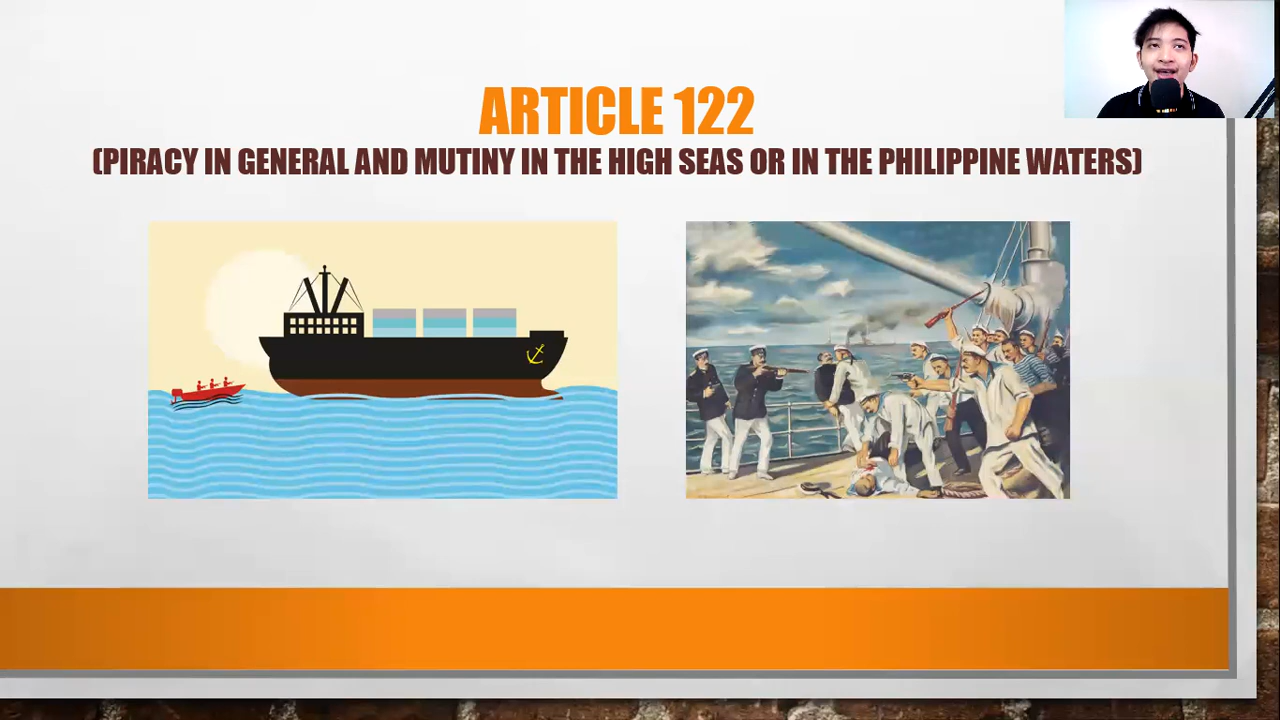 ARTICLE 122
(PIRACY IN GENERAL AND MUTINY IN THE HIGH SEAS OR IN THE PHILIPPINE WATERS)